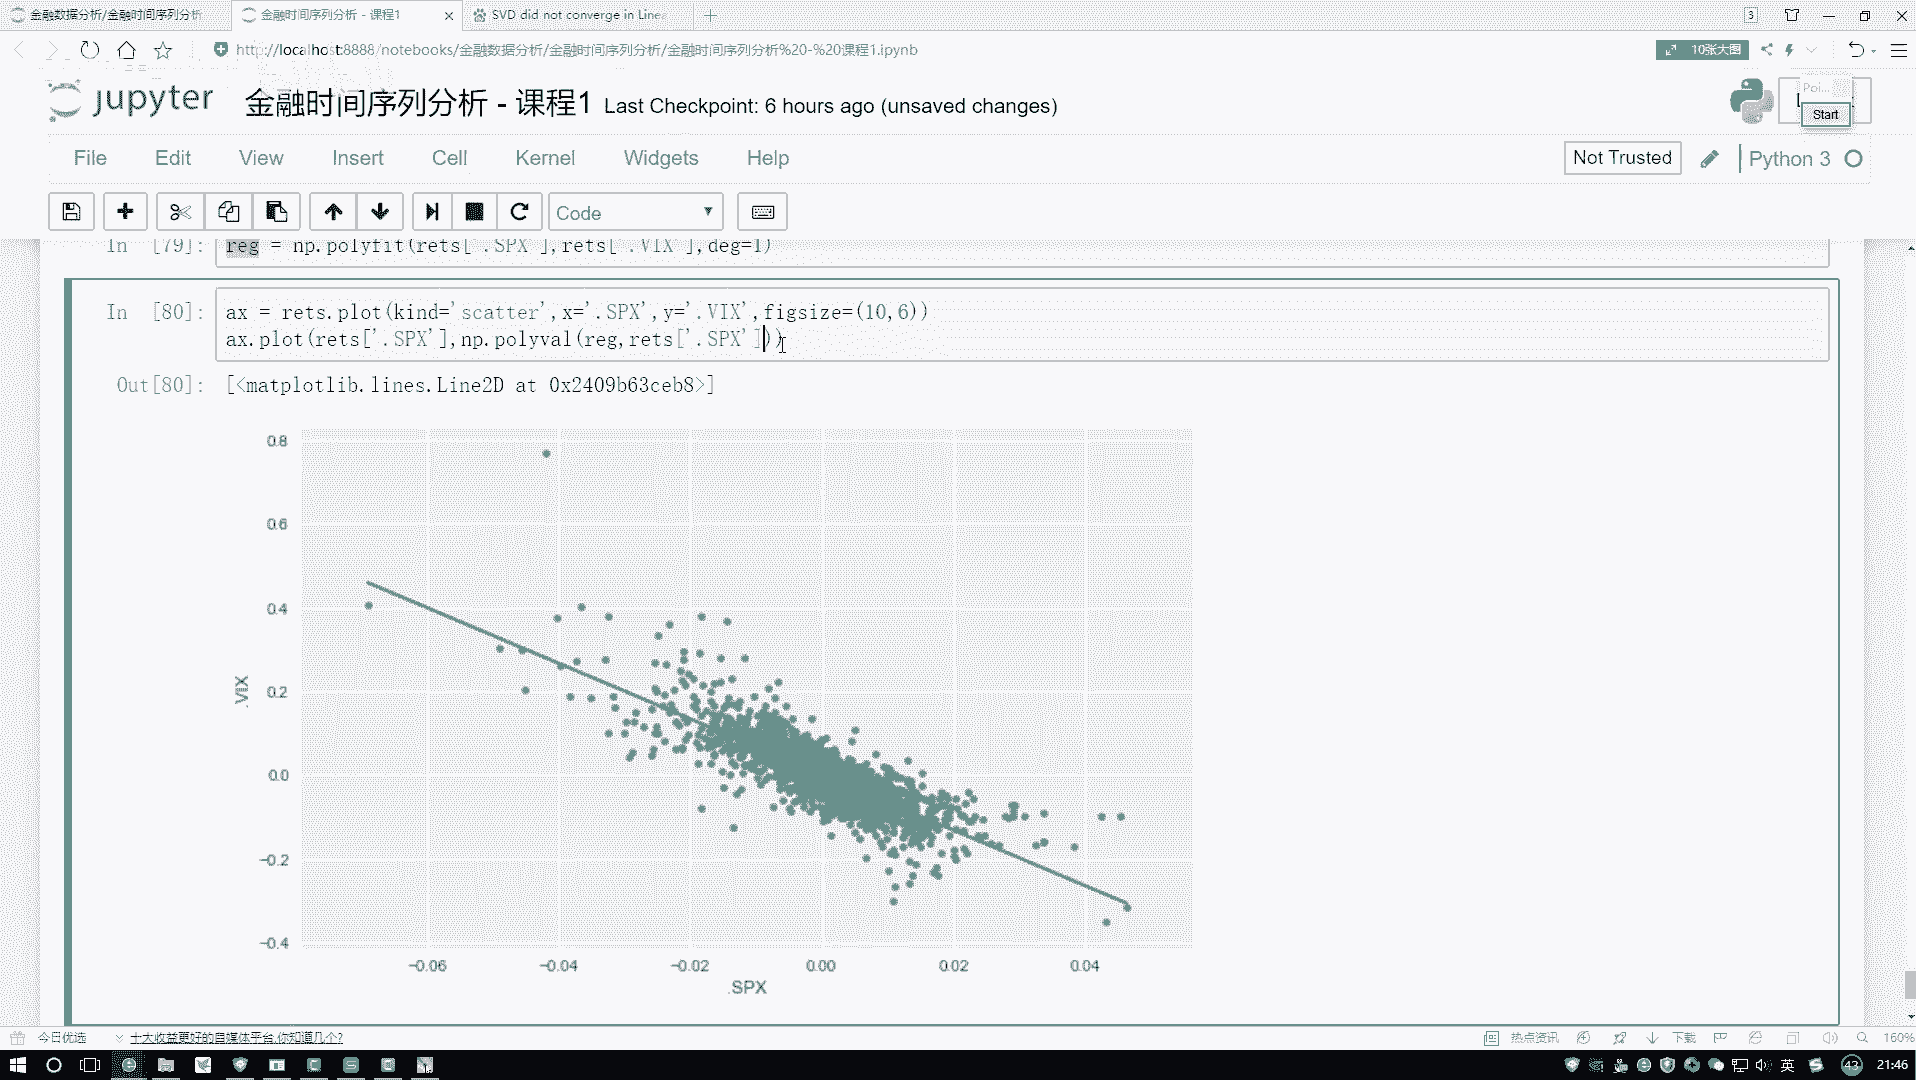 金融数据分析/金融时间序列分析
金融时间序列分析 - 课程1
SVD did not converge in Linea
3
http://localhost:8888/notebooks/金融数据分析/金融时间序列分析/金融时间序列分析%20-%20课程1.ipynb
10张大图
jupyter
金融时间序列分析 - 课程1 Last Checkpoint: 6 hours ago (unsaved changes)
Poi...
Start
File Edit View Insert Cell Kernel Widgets Help
Not Trusted
Python 3
Code
In [79]: reg = np.polyfit(rets['.SPX'],rets['.VIX'],deg=1)
In [80]: ax = rets.plot(kind='scatter',x='.SPX',y='.VIX',figsize=(10,6))
ax.plot(rets['.SPX'],np.polyval(reg,rets['.SPX']))
Out[80]: [<matplotlib.lines.Line2D at 0x2409b63ceb8>]
0.8
0.6
0.4
0.2
0.0
−0.2
−0.4
.VIX
−0.06 −0.04 −0.02 0.00 0.02 0.04
.SPX
今日优选
十大收益更好的自媒体平台,你知道几个?
热点资讯
下载
160%
英
43
21:46